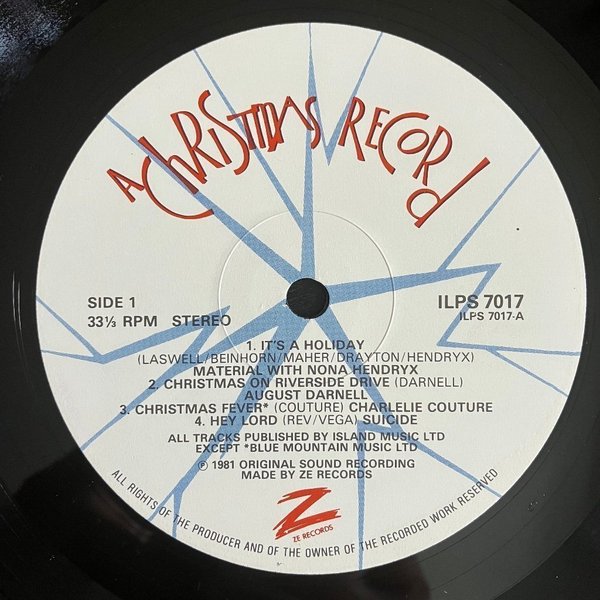 A CHRISTMAS RECORD
SIDE 1
33⅓ RPM STEREO
ILPS 7017
ILPS 7017-A
1. IT'S A HOLIDAY
(LASWELL/BEINHORN/MAHER/DRAYTON/HENDRYX)
MATERIAL WITH NONA HENDRYX
2. CHRISTMAS ON RIVERSIDE DRIVE (DARNELL)
AUGUST DARNELL
3. CHRISTMAS FEVER* (COUTURE) CHARLELIE COUTURE
4. HEY LORD (REV/VEGA) SUICIDE
ALL TRACKS PUBLISHED BY ISLAND MUSIC LTD
EXCEPT *BLUE MOUNTAIN MUSIC LTD
℗ 1981 ORIGINAL SOUND RECORDING
MADE BY ZE RECORDS
Z
ZE RECORDS
ALL RIGHTS OF THE PRODUCER AND OF THE OWNER OF THE RECORDED WORK RESERVED